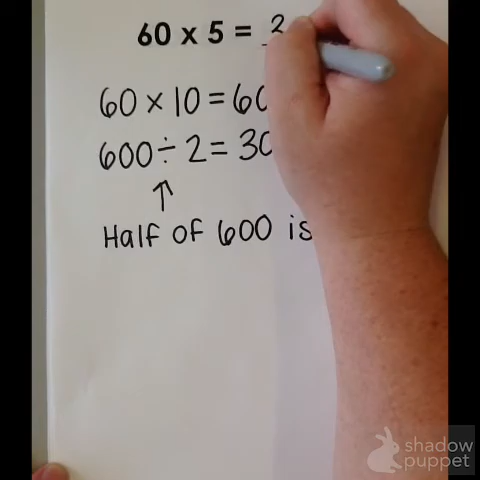 60 x 5 = 3
60 × 10 = 60
600 ÷ 2 = 30
↑
Half of 600 is
shadow
puppet